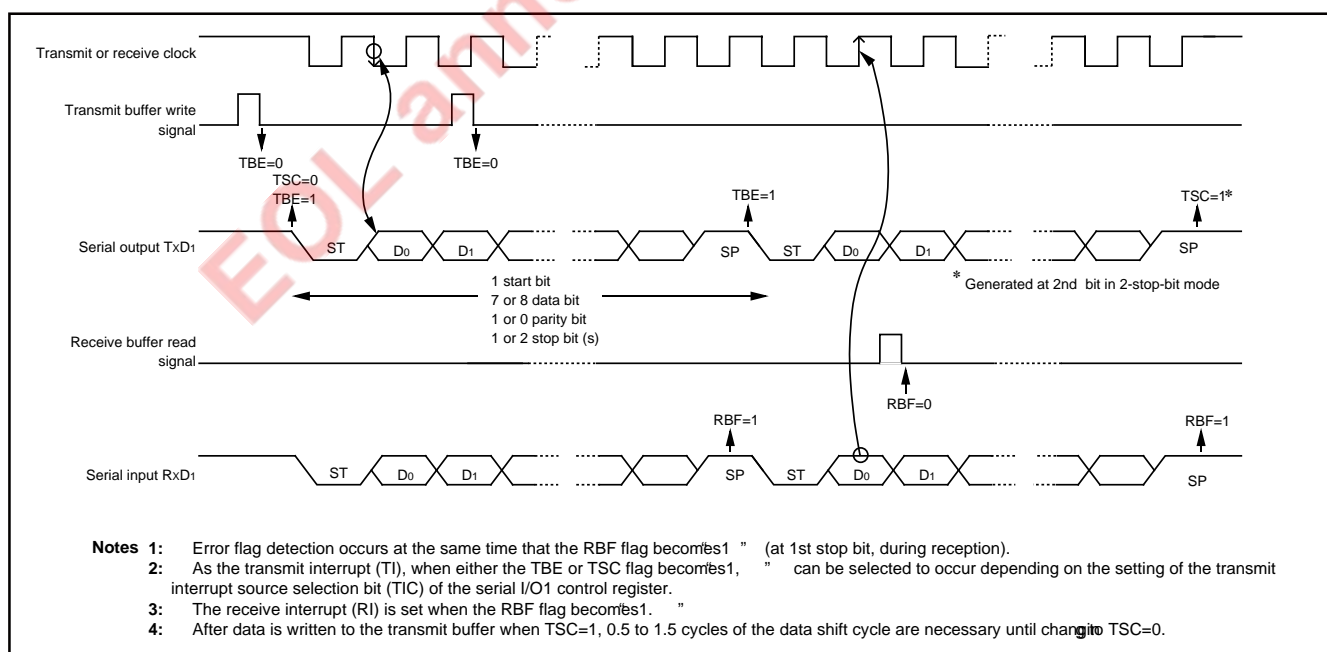 EOL anno
Transmit or receive clock
Transmit buffer write
signal
TBE=0
TSC=0
TBE=1
TBE=0
TBE=1
TSC=1*
Serial output TxD1
ST
D0
D1
SP
ST
D0
D1
SP
* Generated at 2nd bit in 2-stop-bit mode
1 start bit
7 or 8 data bit
1 or 0 parity bit
1 or 2 stop bit (s)
Receive buffer read
signal
RBF=0
RBF=1
RBF=1
Serial input RxD1
ST
D0
D1
SP
ST
D0
D1
SP
Notes 1: Error flag detection occurs at the same time that the RBF flag becom“es1 ” (at 1st stop bit, during reception).
2: As the transmit interrupt (TI), when either the TBE or TSC flag becom“es1, ” can be selected to occur depending on the setting of the transmit
interrupt source selection bit (TIC) of the serial I/O1 control register.
3: The receive interrupt (RI) is set when the RBF flag becom“es1. ”
4: After data is written to the transmit buffer when TSC=1, 0.5 to 1.5 cycles of the data shift cycle are necessary until changing to TSC=0.